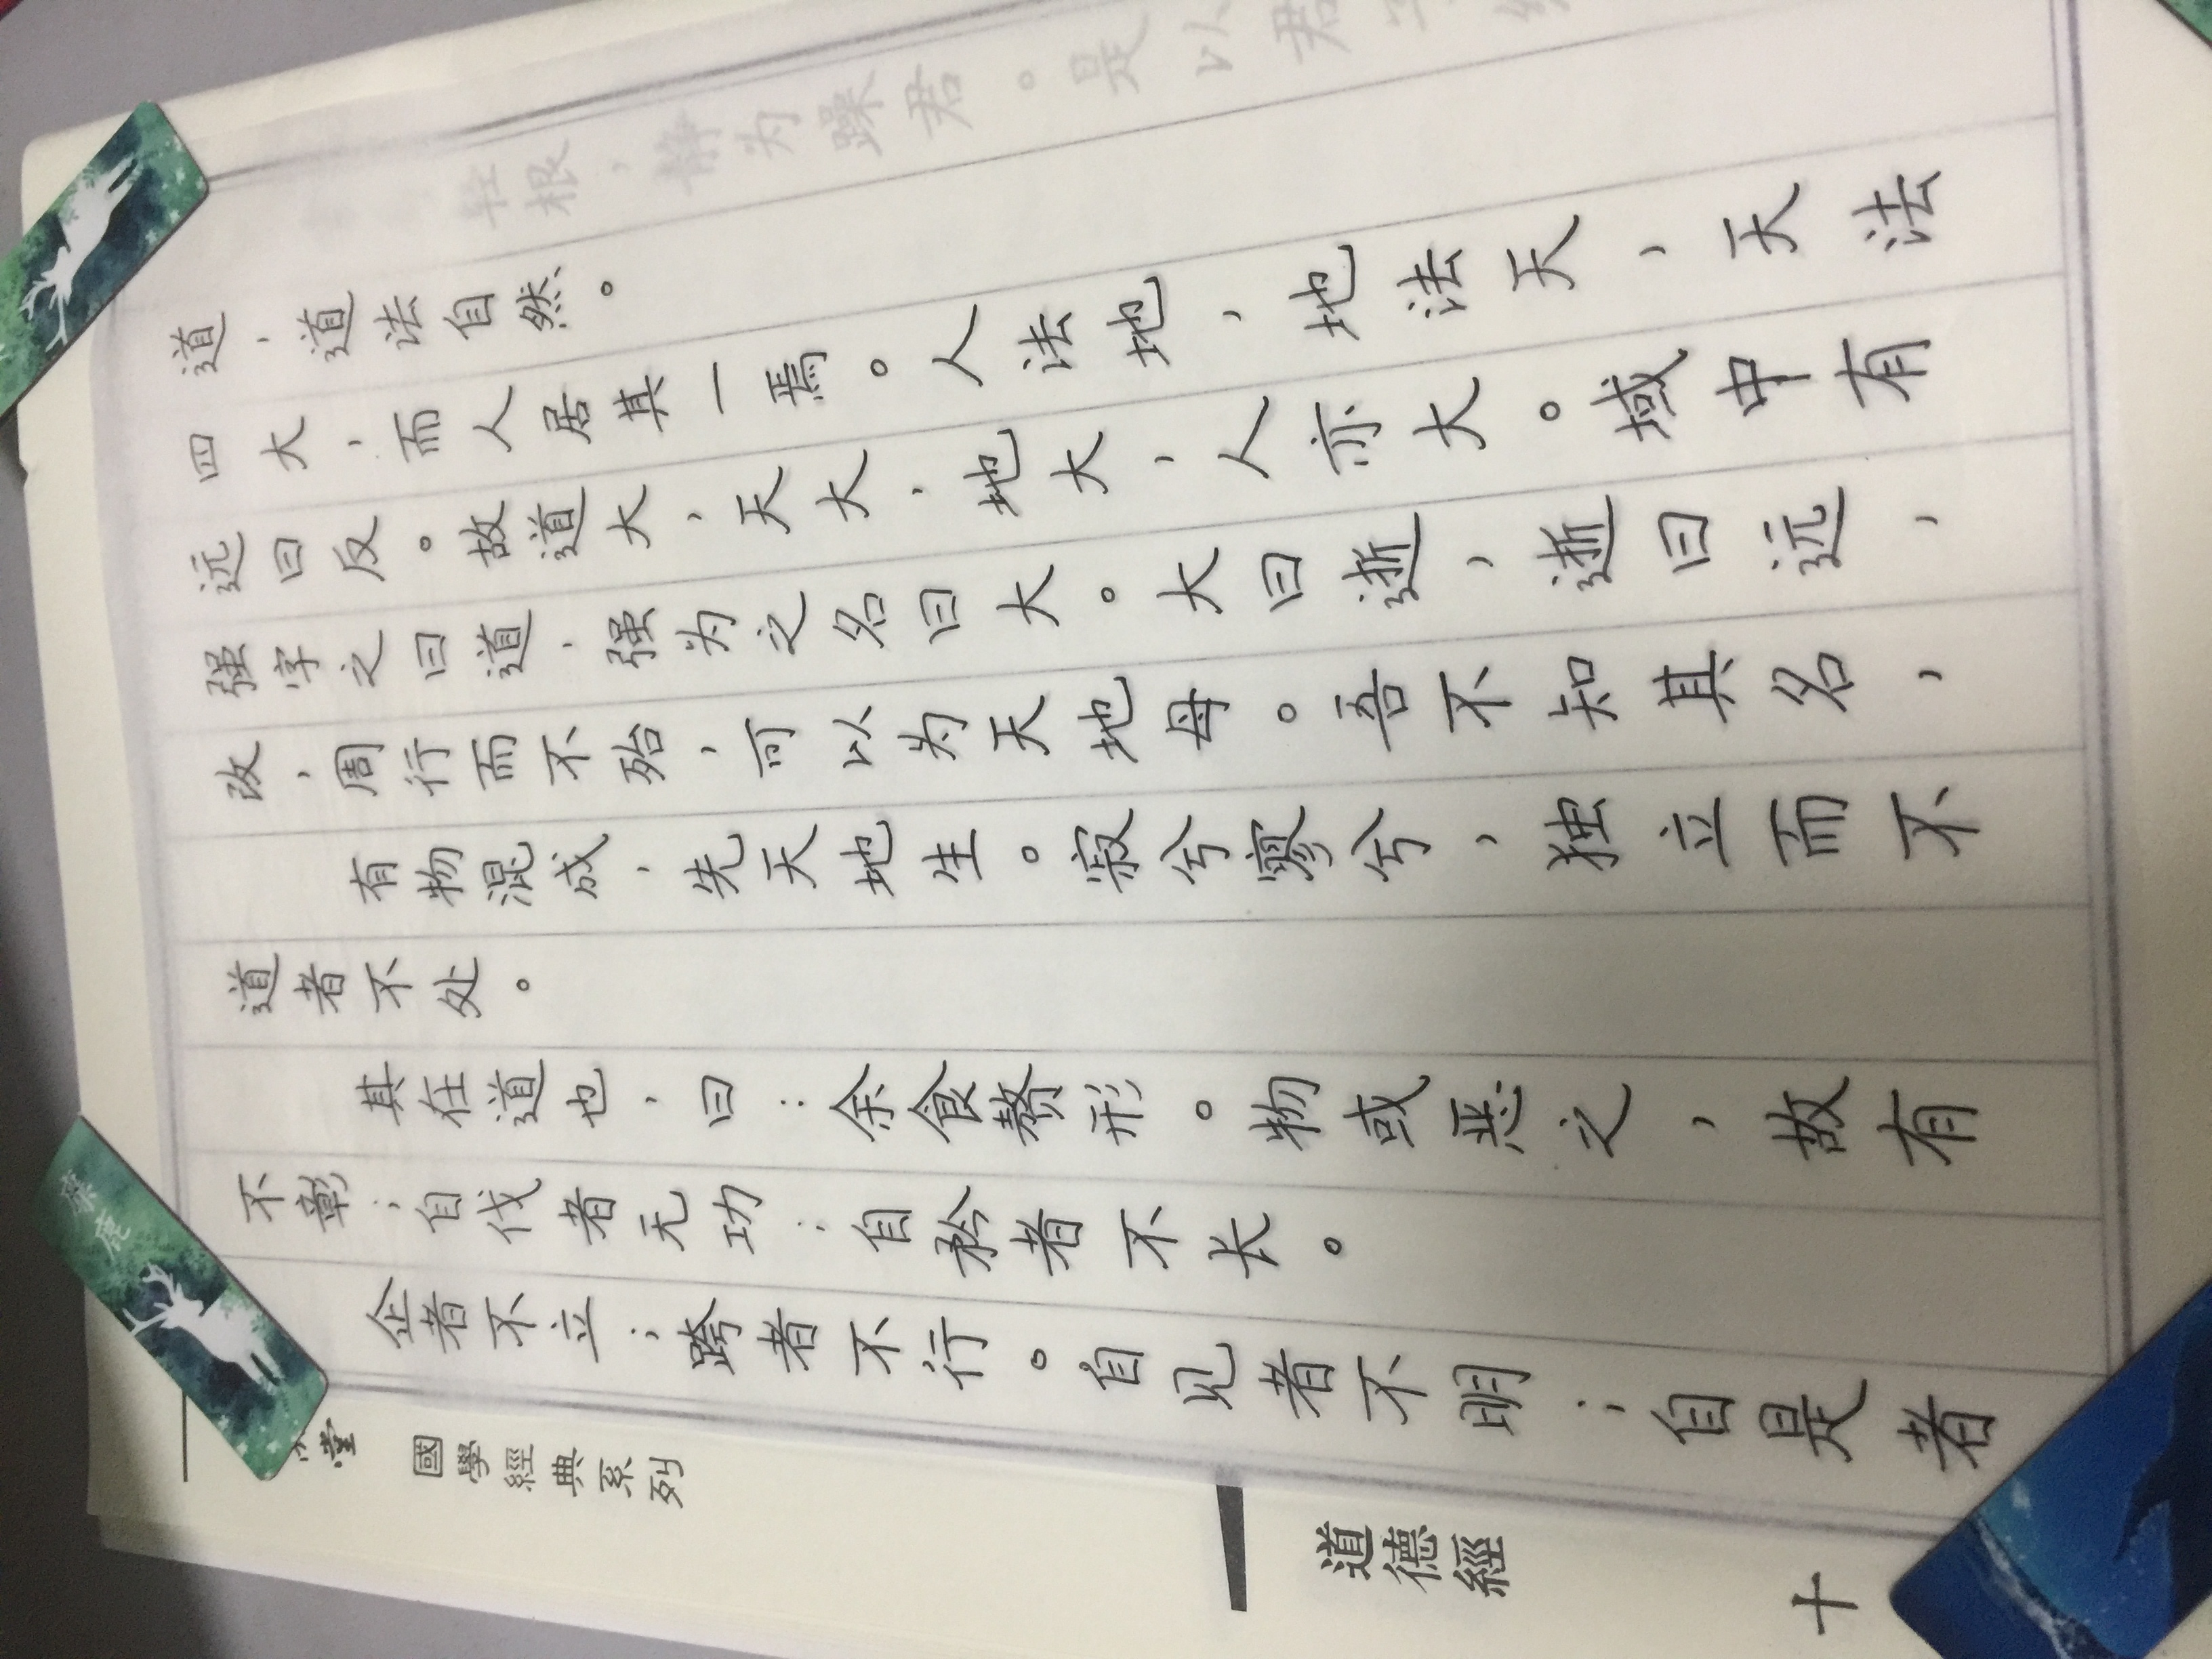 麋鹿
堂 國學經典系列
道德經
十
企者不立；跨者不行。自见者不明；自是者
不彰；自伐者无功；自矜者不长。
其在道也，曰：余食赘形。物或恶之，故有
道者不处。
有物混成，先天地生。寂兮寥兮，独立而不
改，周行而不殆，可以为天地母。吾不知其名，
强字之曰道，强为之名曰大。大曰逝，逝曰远，
远曰反。故道大，天大，地大，人亦大。域中有
四大，而人居其一焉。人法地，地法天，天法
道，道法自然。
轻根，静为躁君。是以君